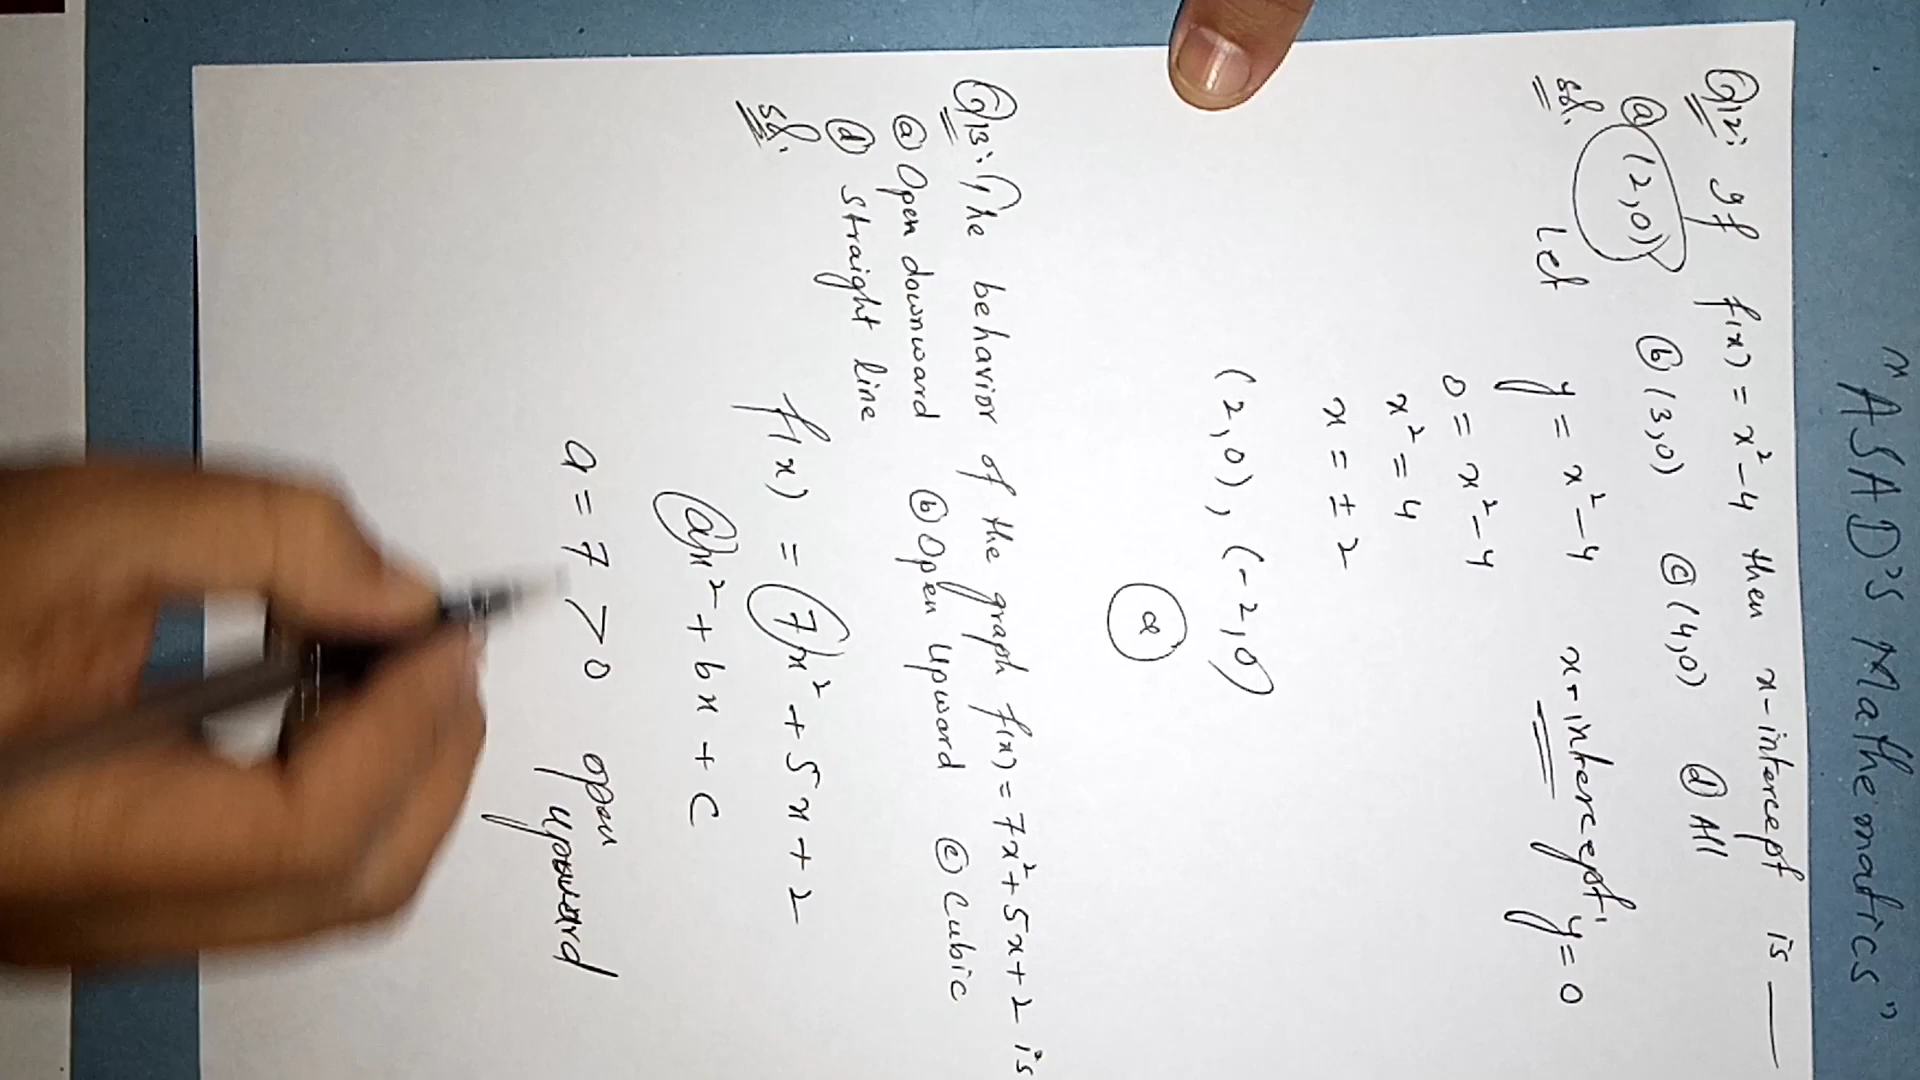 "ASAD's Mathematics"
Q12: If f(x) = x² - 4 then x-intercept is ___
(a) (2,0) (b) (3,0) (c) (4,0) (d) All
Sol. Let y = x² - 4 x-intercept, y = 0
0 = x² - 4
x² = 4
x = ± 2
(2,0), (-2,0)
(a)
Q13: The behavior of the graph f(x) = 7x² + 5x + 2 is
(a) Open downward (b) Open upward (c) Cubic
(d) Straight line
Sol. f(x) = 7x² + 5x + 2
ax² + bx + c
a = 7 > 0 open
upward